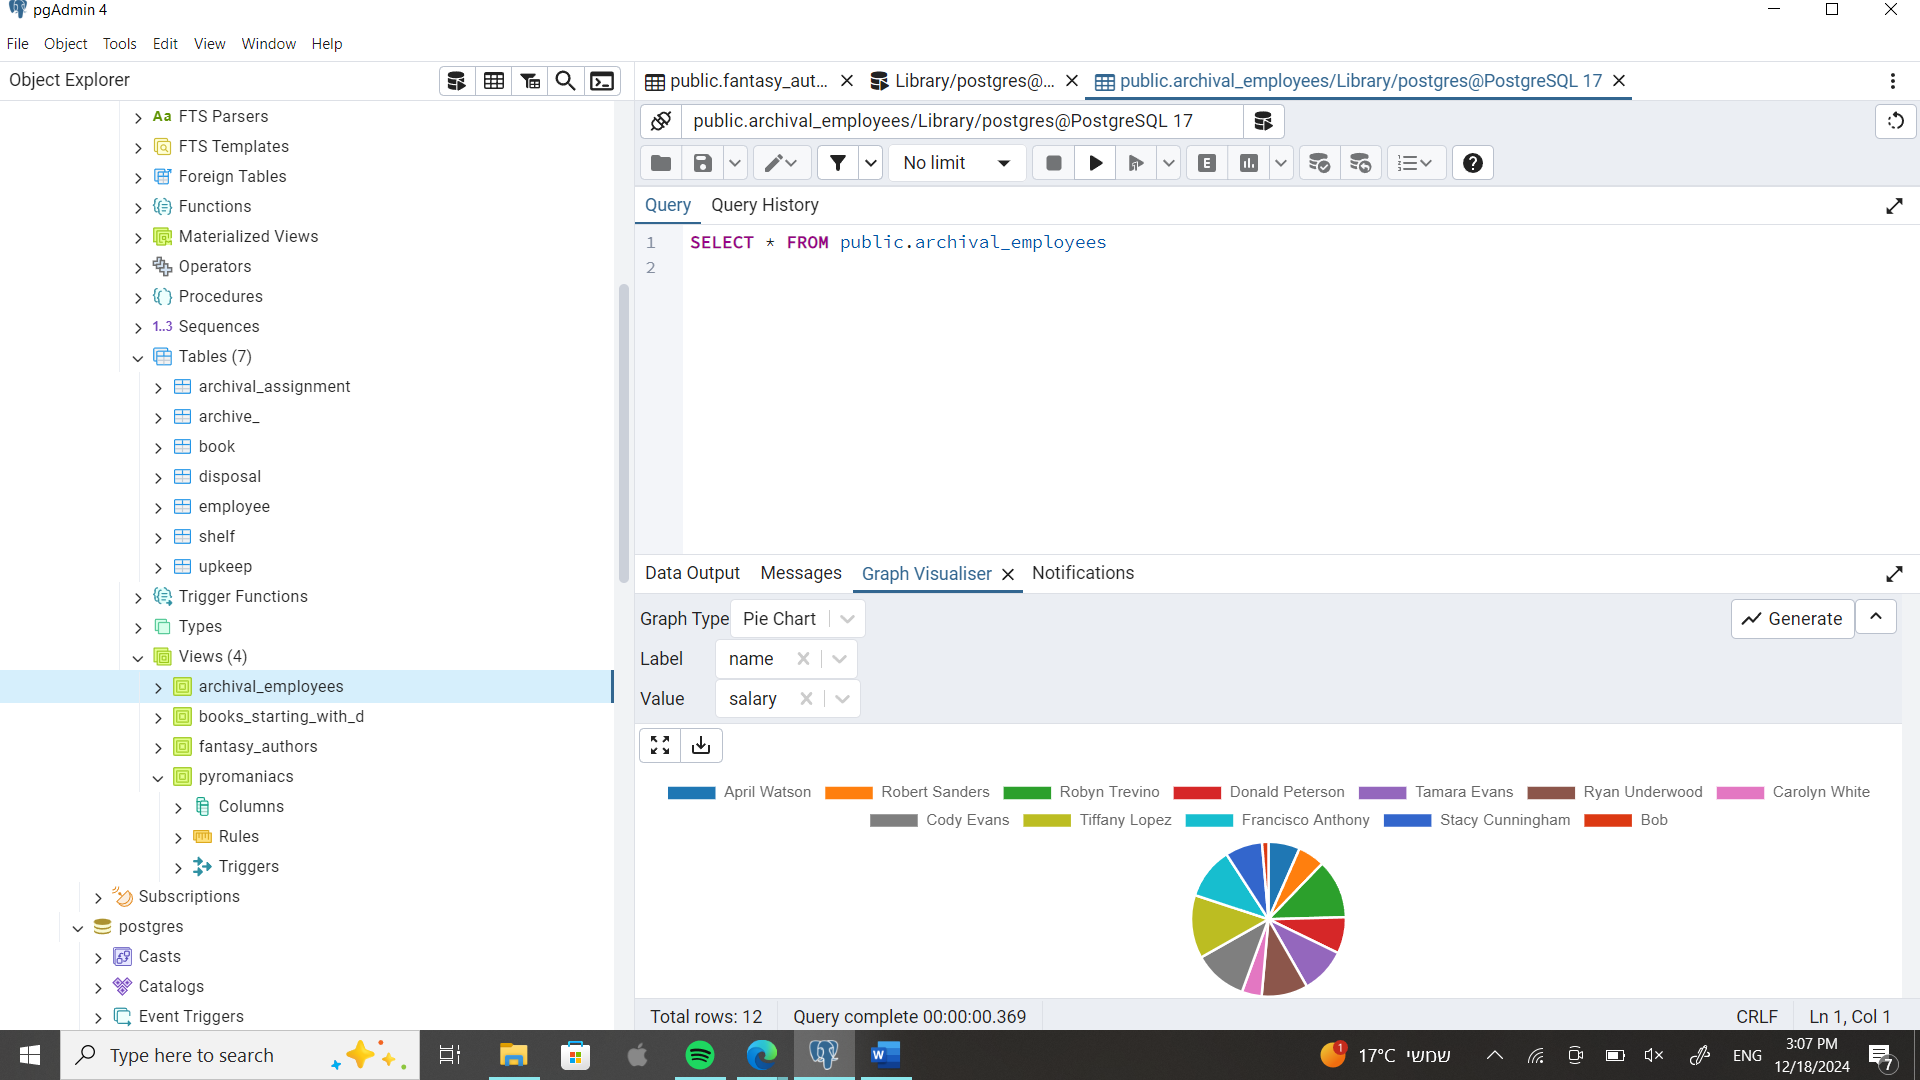 pgAdmin 4
File Object Tools Edit View Window Help
Object Explorer
Aa FTS Parsers
FTS Templates
Foreign Tables
Functions
Materialized Views
Operators
Procedures
1..3 Sequences
Tables (7)
archival_assignment
archive_
book
disposal
employee
shelf
upkeep
Trigger Functions
Types
Views (4)
archival_employees
books_starting_with_d
fantasy_authors
pyromaniacs
Columns
Rules
Triggers
Subscriptions
postgres
Casts
Catalogs
Event Triggers
public.fantasy_aut... Library/postgres@... public.archival_employees/Library/postgres@PostgreSQL 17
public.archival_employees/Library/postgres@PostgreSQL 17
No limit E
Query Query History
1 SELECT * FROM public.archival_employees
2
Data Output Messages Graph Visualiser Notifications
Graph Type Pie Chart Generate
Label name
Value salary
April Watson Robert Sanders Robyn Trevino Donald Peterson Tamara Evans Ryan Underwood Carolyn White
Cody Evans Tiffany Lopez Francisco Anthony Stacy Cunningham Bob
Total rows: 12 Query complete 00:00:00.369 CRLF Ln 1, Col 1
Type here to search W 1 17°C שמשי ENG 3:07 PM
12/18/2024 7